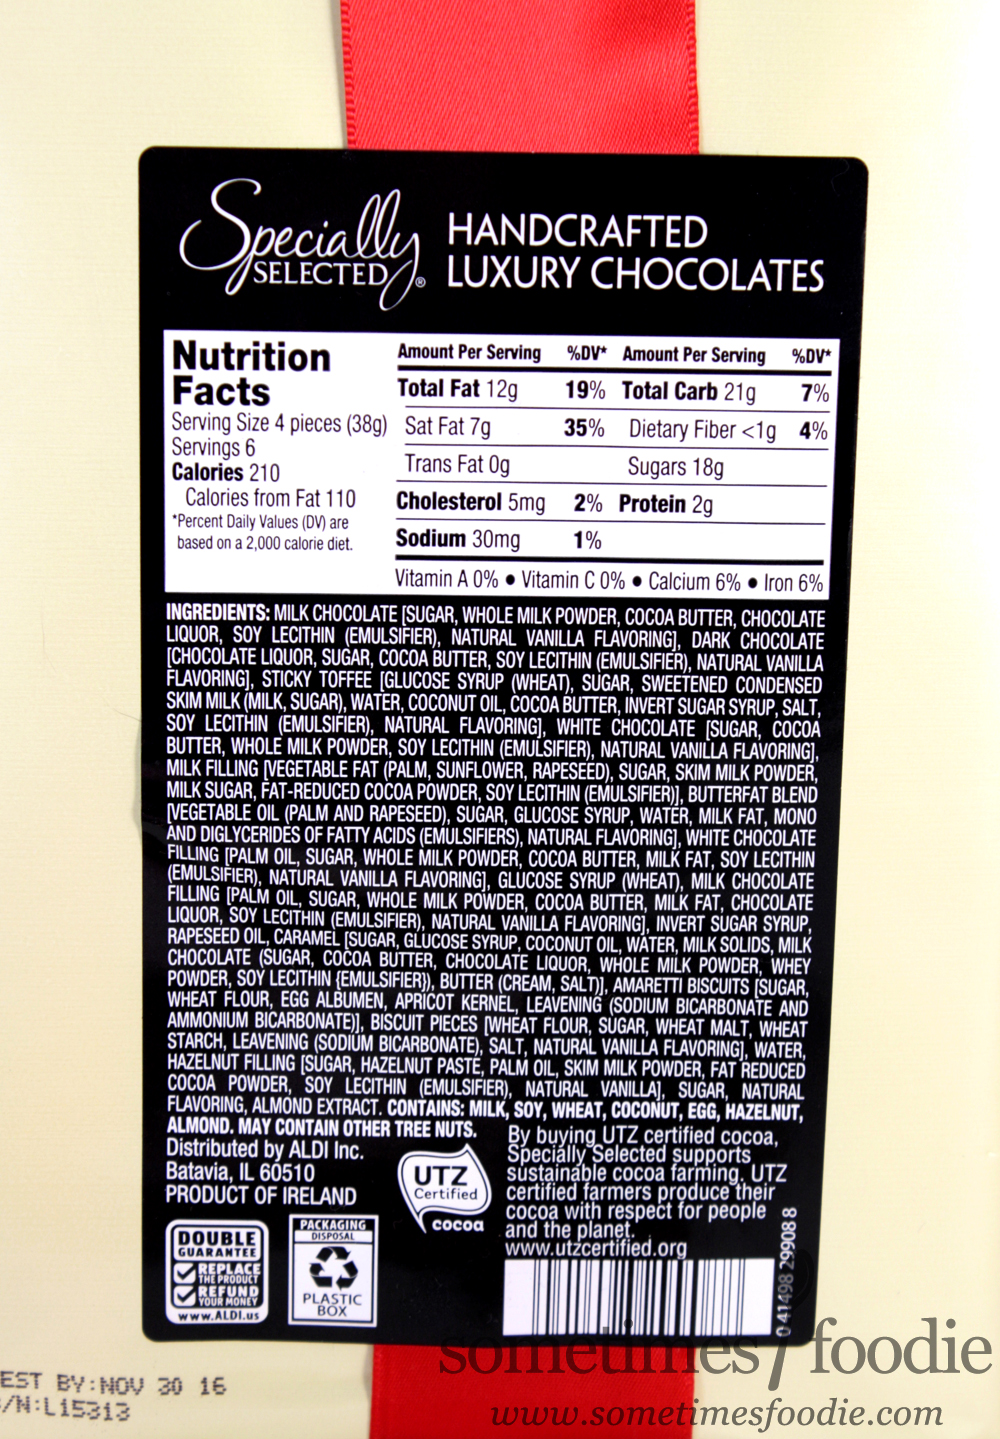 Specially
SELECTED®
HANDCRAFTED
LUXURY CHOCOLATES
Nutrition
Facts
Serving Size 4 pieces (38g)
Servings 6
Calories 210
Calories from Fat 110
*Percent Daily Values (DV) are
based on a 2,000 calorie diet.
Amount Per Serving %DV* Amount Per Serving %DV*
Total Fat 12g 19% Total Carb 21g 7%
Sat Fat 7g 35% Dietary Fiber <1g 4%
Trans Fat 0g Sugars 18g
Cholesterol 5mg 2% Protein 2g
Sodium 30mg 1%
Vitamin A 0% • Vitamin C 0% • Calcium 6% • Iron 6%
INGREDIENTS: MILK CHOCOLATE [SUGAR, WHOLE MILK POWDER, COCOA BUTTER, CHOCOLATE
LIQUOR, SOY LECITHIN (EMULSIFIER), NATURAL VANILLA FLAVORING], DARK CHOCOLATE
[CHOCOLATE LIQUOR, SUGAR, COCOA BUTTER, SOY LECITHIN (EMULSIFIER), NATURAL VANILLA
FLAVORING], STICKY TOFFEE [GLUCOSE SYRUP (WHEAT), SUGAR, SWEETENED CONDENSED
SKIM MILK (MILK, SUGAR), WATER, COCONUT OIL, COCOA BUTTER, INVERT SUGAR SYRUP, SALT,
SOY LECITHIN (EMULSIFIER), NATURAL FLAVORING], WHITE CHOCOLATE [SUGAR, COCOA
BUTTER, WHOLE MILK POWDER, SOY LECITHIN (EMULSIFIER), NATURAL VANILLA FLAVORING],
MILK FILLING [VEGETABLE FAT (PALM, SUNFLOWER, RAPESEED), SUGAR, SKIM MILK POWDER,
MILK SUGAR, FAT-REDUCED COCOA POWDER, SOY LECITHIN (EMULSIFIER)], BUTTERFAT BLEND
[VEGETABLE OIL (PALM AND RAPESEED), SUGAR, GLUCOSE SYRUP, WATER, MILK FAT, MONO
AND DIGLYCERIDES OF FATTY ACIDS (EMULSIFIERS), NATURAL FLAVORING], WHITE CHOCOLATE
FILLING [PALM OIL, SUGAR, WHOLE MILK POWDER, COCOA BUTTER, MILK FAT, SOY LECITHIN
(EMULSIFIER), NATURAL VANILLA FLAVORING], GLUCOSE SYRUP (WHEAT), MILK CHOCOLATE
FILLING [PALM OIL, SUGAR, WHOLE MILK POWDER, COCOA BUTTER, MILK FAT, CHOCOLATE
LIQUOR, SOY LECITHIN (EMULSIFIER), NATURAL VANILLA FLAVORING], INVERT SUGAR SYRUP,
RAPESEED OIL, CARAMEL [SUGAR, GLUCOSE SYRUP, COCONUT OIL, WATER, MILK SOLIDS, MILK
CHOCOLATE (SUGAR, COCOA BUTTER, CHOCOLATE LIQUOR, WHOLE MILK POWDER, WHEY
POWDER, SOY LECITHIN {EMULSIFIER}), BUTTER (CREAM, SALT)], AMARETTI BISCUITS [SUGAR,
WHEAT FLOUR, EGG ALBUMEN, APRICOT KERNEL, LEAVENING (SODIUM BICARBONATE AND
AMMONIUM BICARBONATE)], BISCUIT PIECES [WHEAT FLOUR, SUGAR, WHEAT MALT, WHEAT
STARCH, LEAVENING (SODIUM BICARBONATE), SALT, NATURAL VANILLA FLAVORING], WATER,
HAZELNUT FILLING [SUGAR, HAZELNUT PASTE, PALM OIL, SKIM MILK POWDER, FAT REDUCED
COCOA POWDER, SOY LECITHIN (EMULSIFIER), NATURAL VANILLA], SUGAR, NATURAL
FLAVORING, ALMOND EXTRACT. CONTAINS: MILK, SOY, WHEAT, COCONUT, EGG, HAZELNUT,
ALMOND. MAY CONTAIN OTHER TREE NUTS.
Distributed by ALDI Inc.
Batavia, IL 60510
PRODUCT OF IRELAND
UTZ
Certified
cocoa
By buying UTZ certified cocoa,
Specially Selected supports
sustainable cocoa farming. UTZ
certified farmers produce their
cocoa with respect for people
and the planet.
www.utzcertified.org
DOUBLE
GUARANTEE
REPLACE
THE PRODUCT
REFUND
YOUR MONEY
www.ALDI.us
PACKAGING
DISPOSAL
PLASTIC
BOX
0 41498 29908 8
sometimes foodie
www.sometimesfoodie.com
EST BY:NOV 30 16
/N:L15313